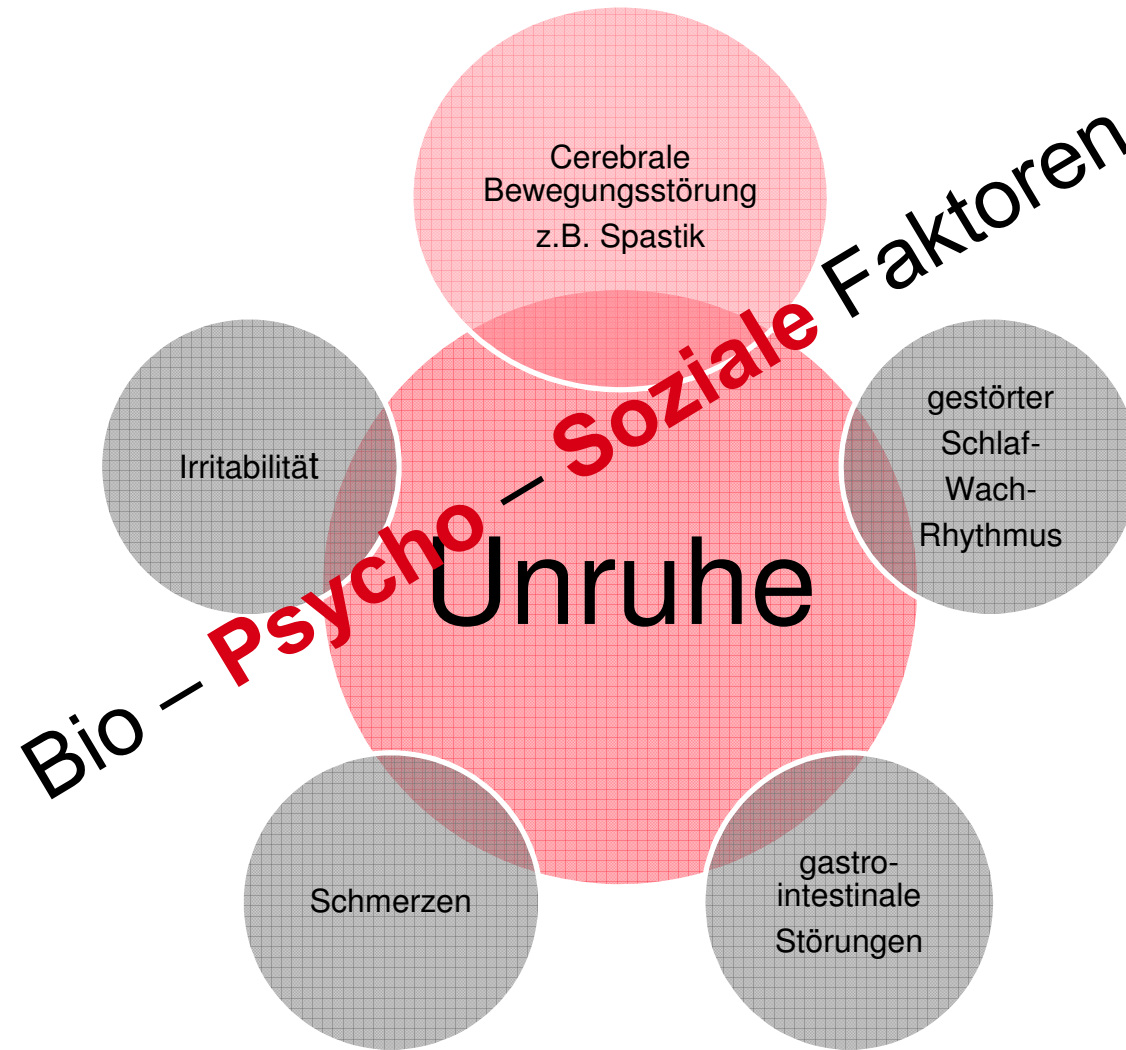 Cerebrale
Bewegungsstörung
z.B. Spastik
Bio – Psycho – Soziale Faktoren
Irritabilität
gestörter
Schlaf-
Wach-
Rhythmus
Unruhe
Schmerzen
gastro-
intestinale
Störungen